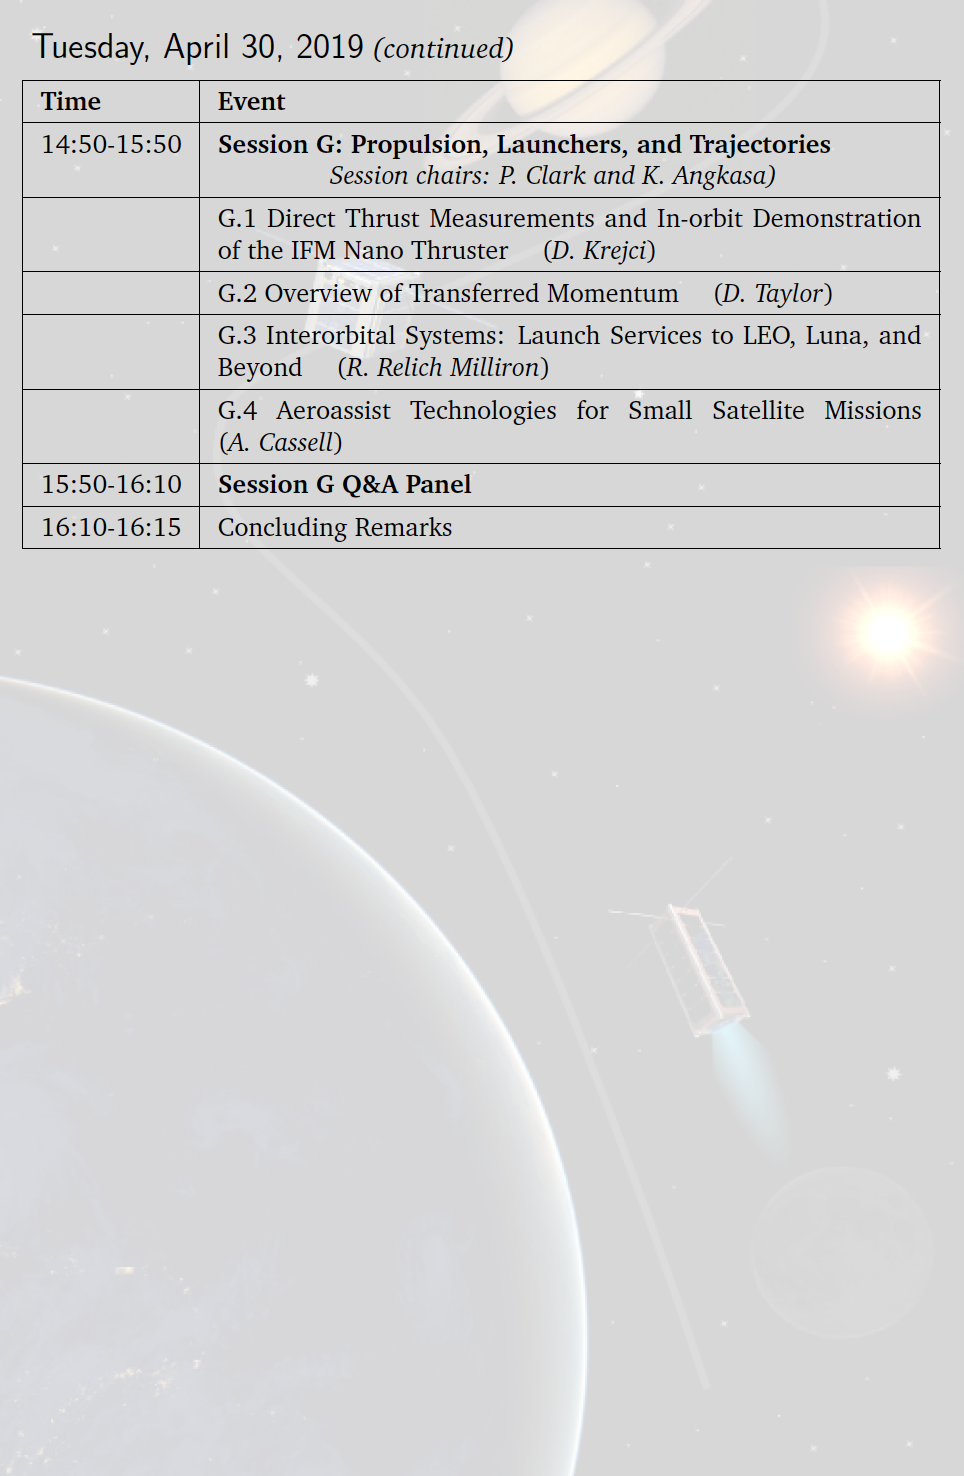 Tuesday, April 30, 2019 (continued)
Time Event
14:50-15:50 Session G: Propulsion, Launchers, and Trajectories
Session chairs: P. Clark and K. Angkasa)
G.1 Direct Thrust Measurements and In-orbit Demonstration
of the IFM Nano Thruster (D. Krejci)
G.2 Overview of Transferred Momentum (D. Taylor)
G.3 Interorbital Systems: Launch Services to LEO, Luna, and
Beyond (R. Relich Milliron)
G.4 Aeroassist Technologies for Small Satellite Missions
(A. Cassell)
15:50-16:10 Session G Q&A Panel
16:10-16:15 Concluding Remarks